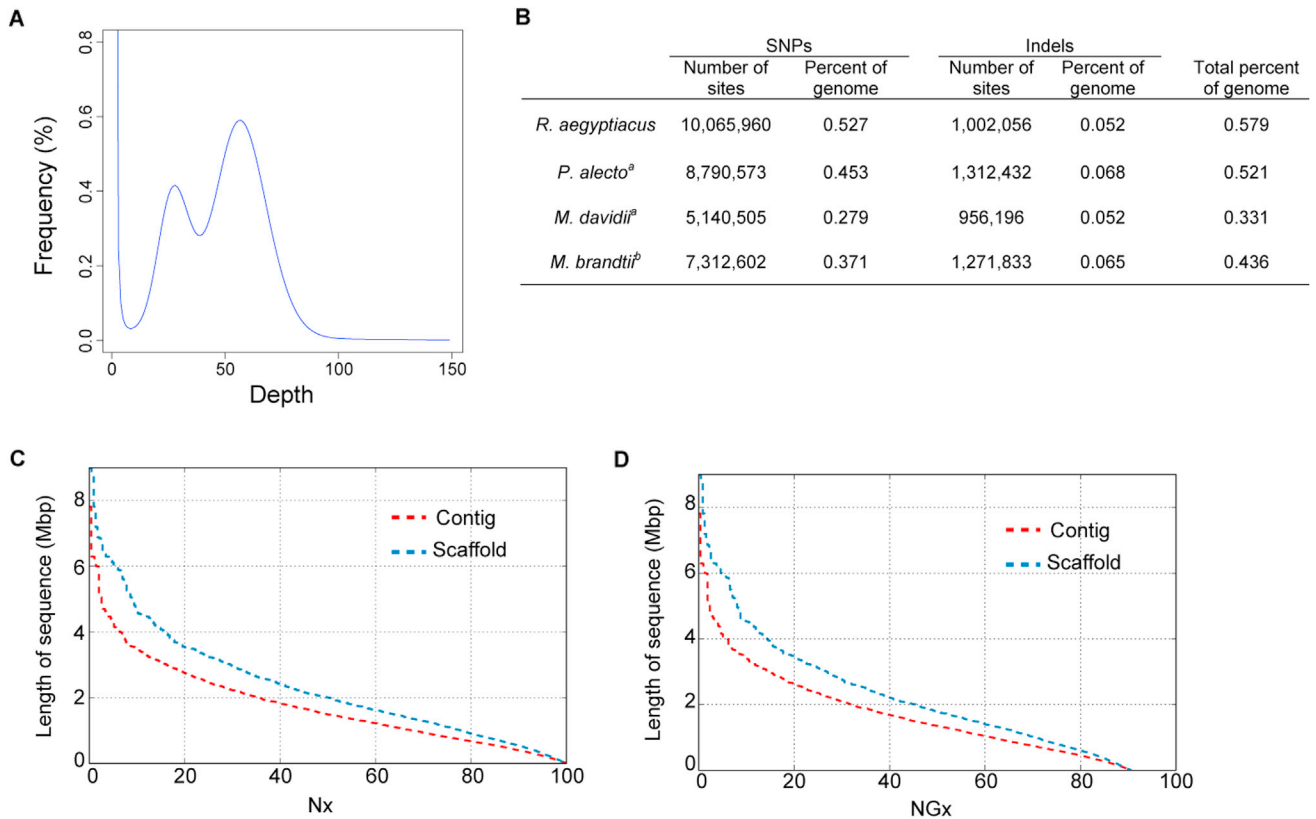 A
Frequency (%)
0.8
0.6
0.4
0.2
0.0
0 50 100 150
Depth
B
SNPs Indels
Number of sites Percent of genome Number of sites Percent of genome Total percent of genome
R. aegyptiacus 10,065,960 0.527 1,002,056 0.052 0.579
P. alecto^a 8,790,573 0.453 1,312,432 0.068 0.521
M. davidii^a 5,140,505 0.279 956,196 0.052 0.331
M. brandtii^b 7,312,602 0.371 1,271,833 0.065 0.436
C
Length of sequence (Mbp)
8
6
4
2
0
Contig
Scaffold
0 20 40 60 80 100
Nx
D
Length of sequence (Mbp)
8
6
4
2
0
Contig
Scaffold
0 20 40 60 80 100
NGx